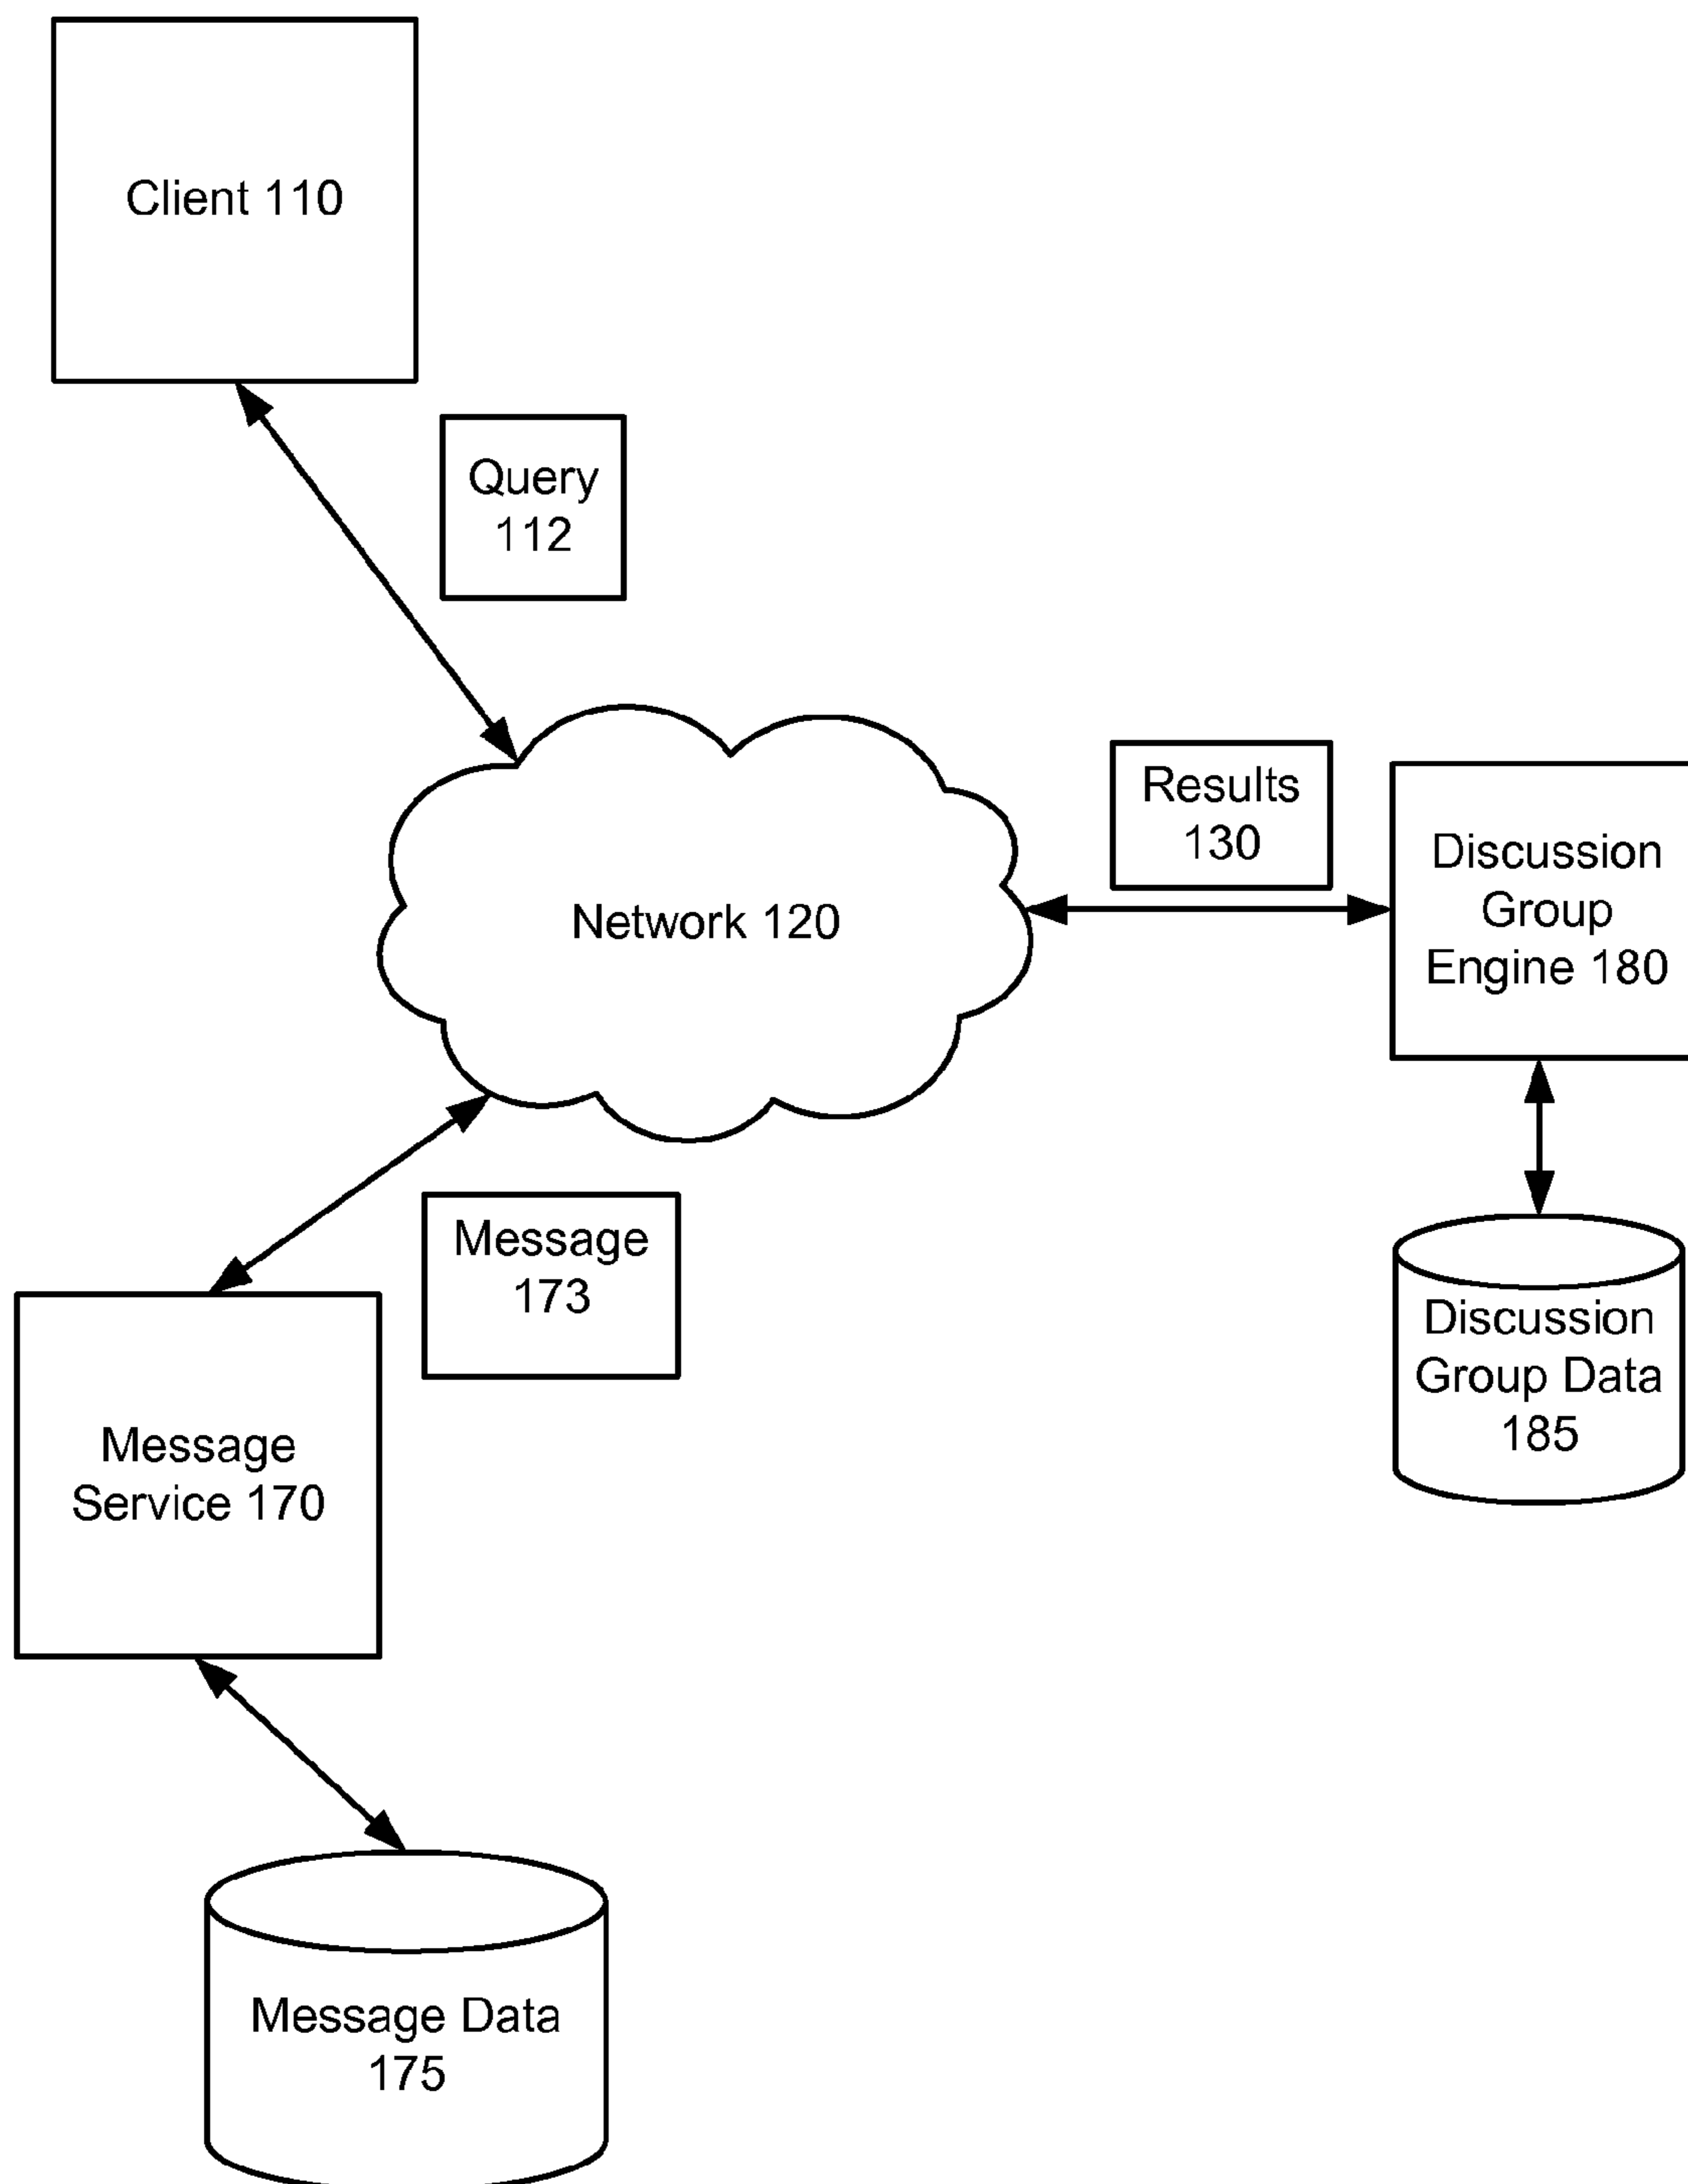 Client 110
Query
112
Results
130
Discussion
Group
Engine 180
Network 120
Message
173
Discussion
Group Data
185
Message
Service 170
Message Data
175